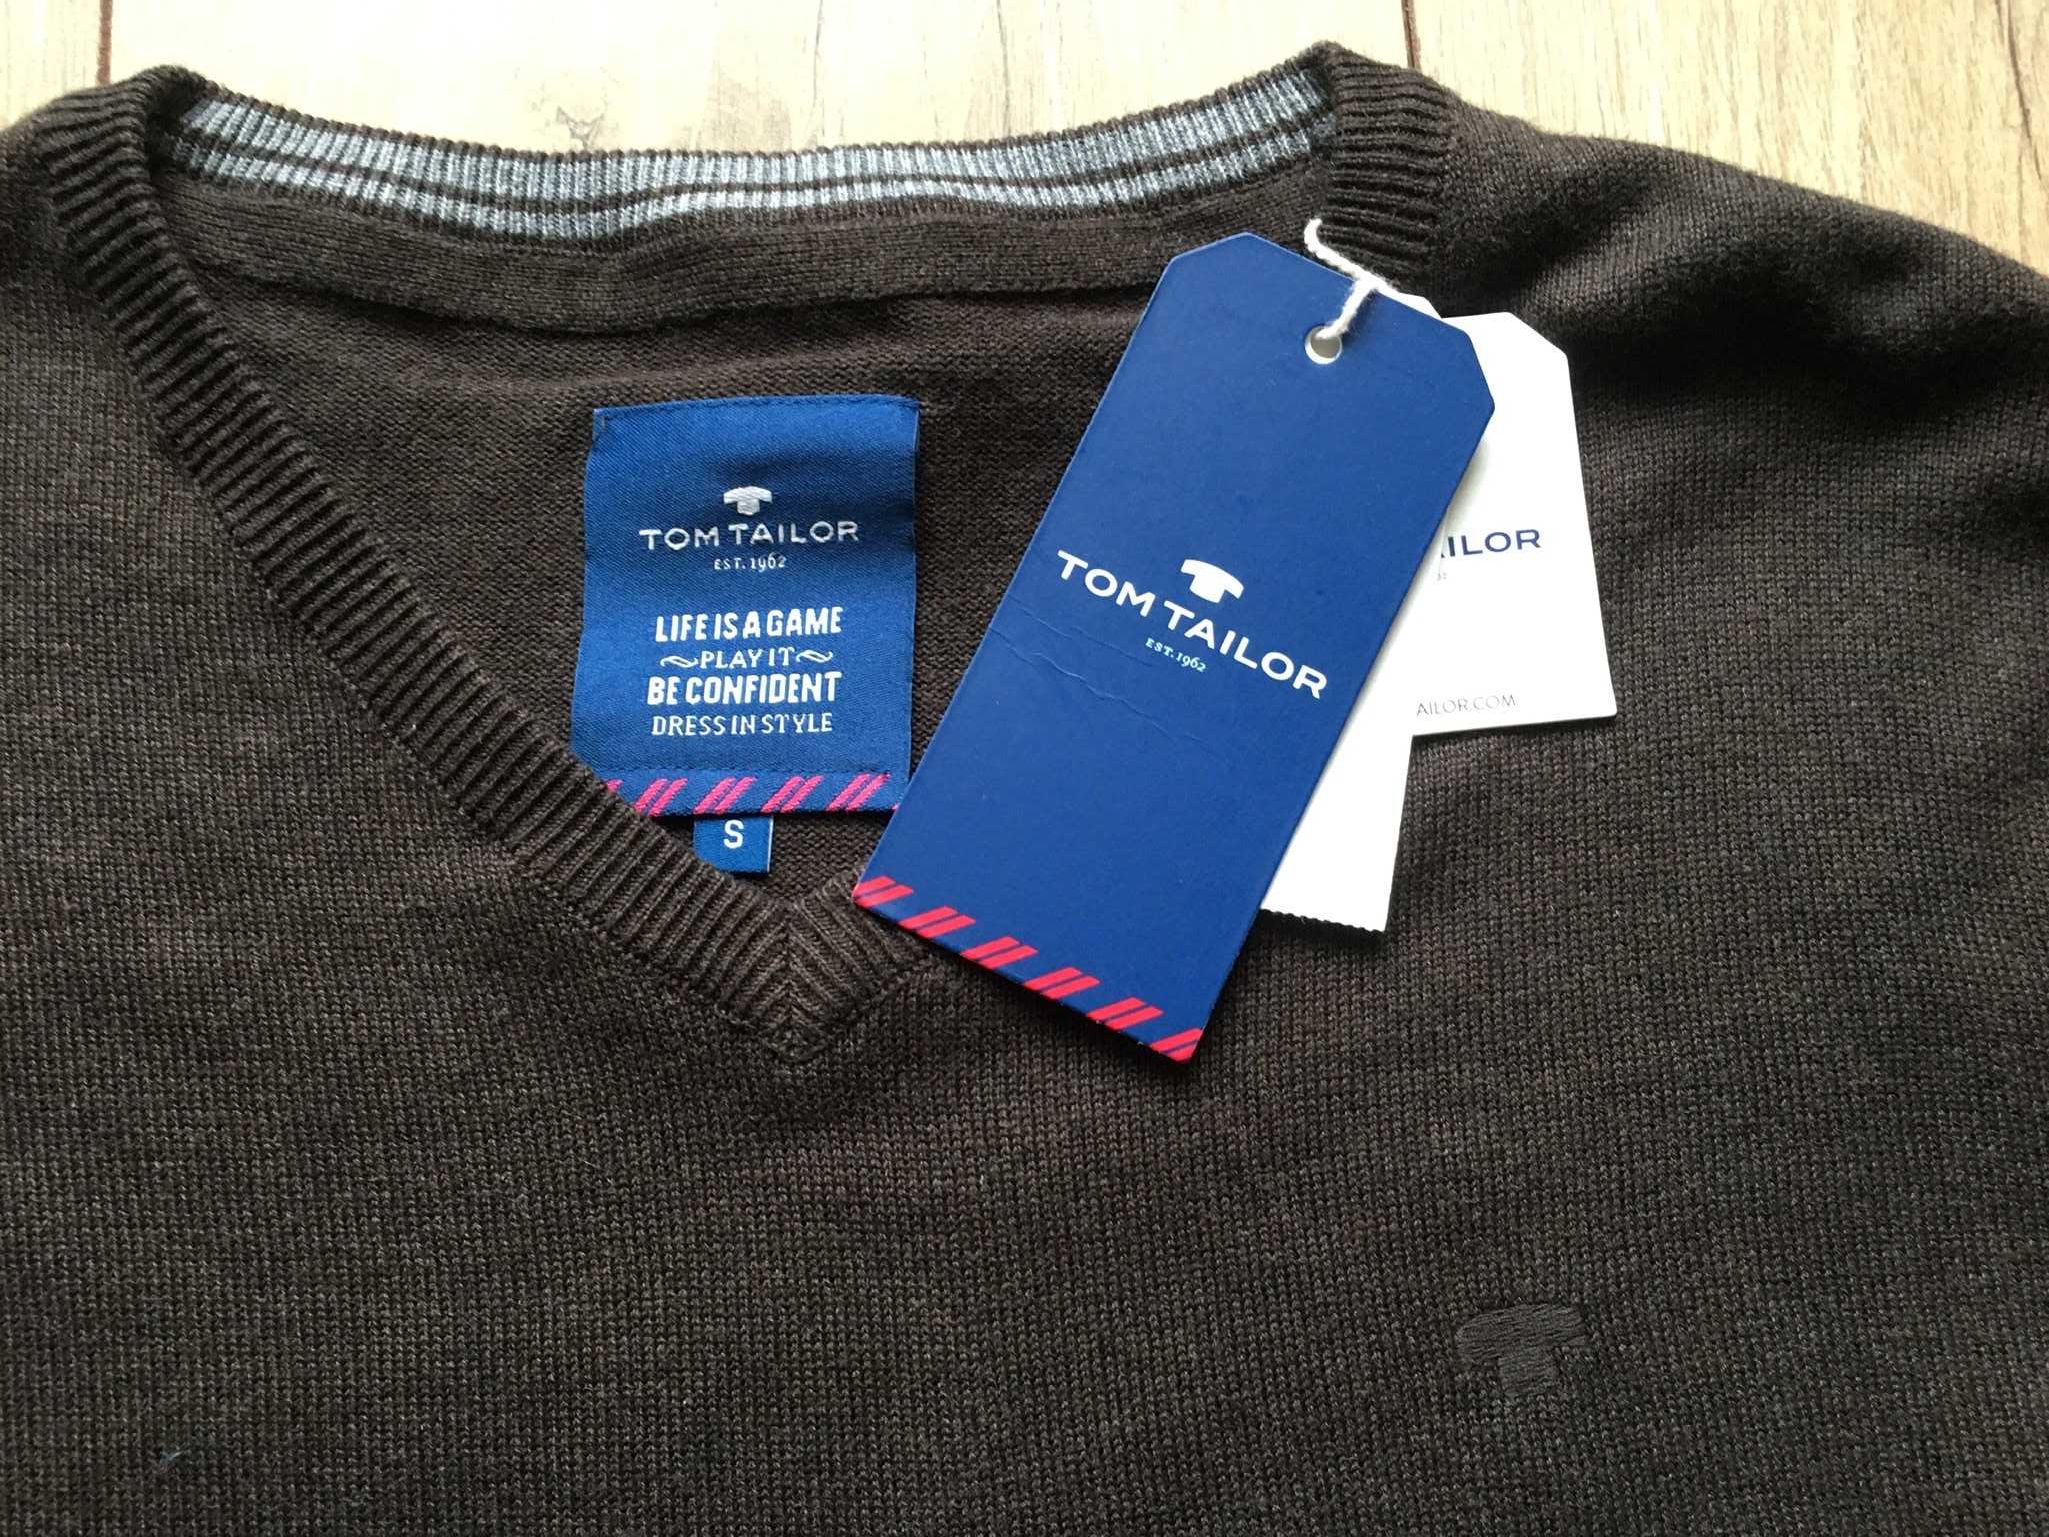 TOM TAILOR
EST. 1962
LIFE IS A GAME
PLAY IT
BE CONFIDENT
DRESS IN STYLE
S
TOM TAILOR
EST. 1962
ILOR
AILOR.COM